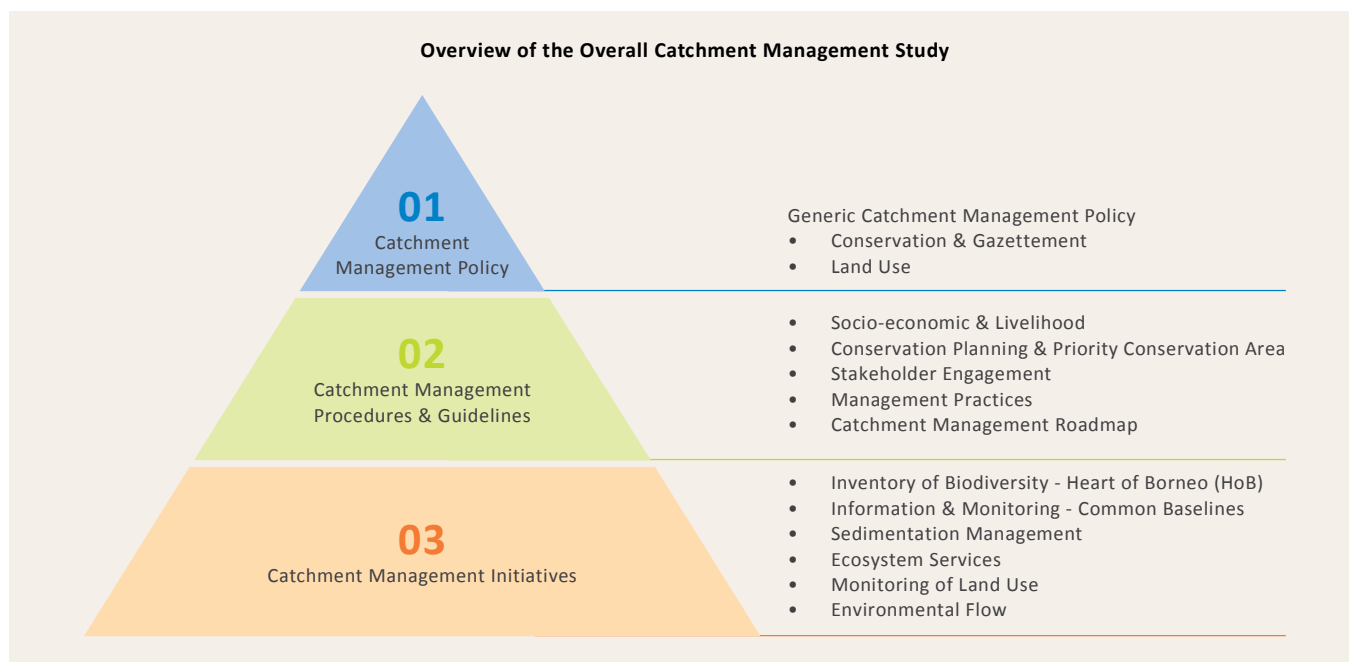 Overview of the Overall Catchment Management Study
01
Catchment
Management Policy
Generic Catchment Management Policy
• Conservation & Gazettement
• Land Use
02
Catchment Management
Procedures & Guidelines
• Socio-economic & Livelihood
• Conservation Planning & Priority Conservation Area
• Stakeholder Engagement
• Management Practices
• Catchment Management Roadmap
03
Catchment Management Initiatives
• Inventory of Biodiversity - Heart of Borneo (HoB)
• Information & Monitoring - Common Baselines
• Sedimentation Management
• Ecosystem Services
• Monitoring of Land Use
• Environmental Flow